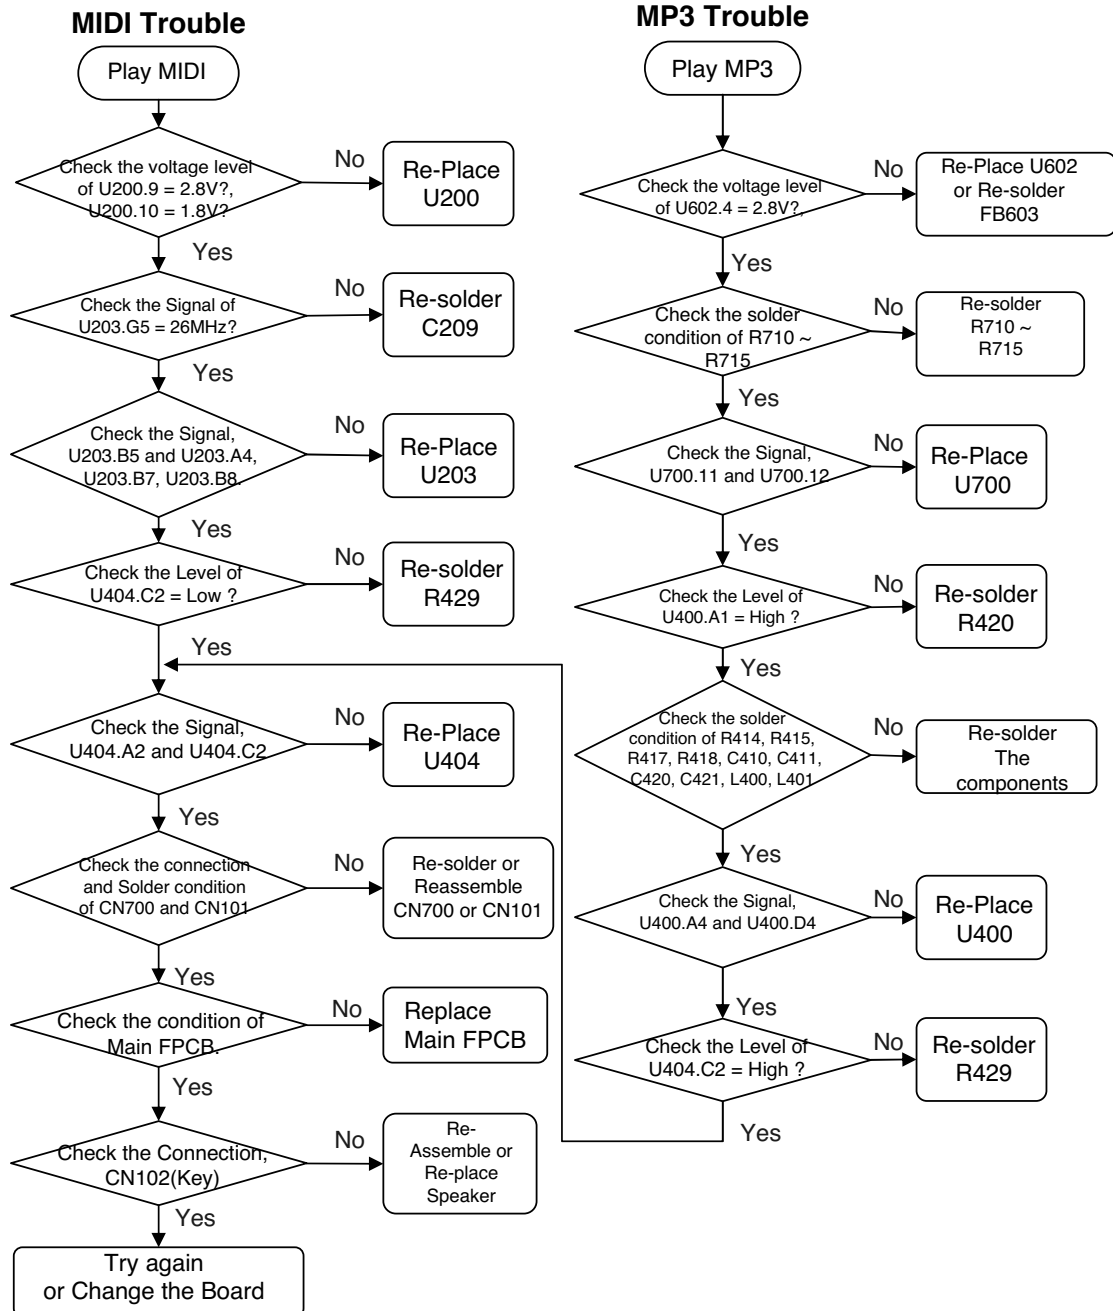 MIDI Trouble
Play MIDI
Check the voltage level
of U200.9 = 2.8V?,
U200.10 = 1.8V?
No
Re-Place
U200
Yes
Check the Signal of
U203.G5 = 26MHz?
No
Re-solder
C209
Yes
Check the Signal,
U203.B5 and U203.A4,
U203.B7, U203.B8.
No
Re-Place
U203
Yes
Check the Level of
U404.C2 = Low ?
No
Re-solder
R429
Yes
Check the Signal,
U404.A2 and U404.C2
No
Re-Place
U404
Yes
Check the connection
and Solder condition
of CN700 and CN101
No
Re-solder or
Reassemble
CN700 or CN101
Yes
Check the condition of
Main FPCB.
No
Replace
Main FPCB
Yes
Check the Connection,
CN102(Key)
No
Re-
Assemble or
Re-place
Speaker
Yes
Try again
or Change the Board
MP3 Trouble
Play MP3
Check the voltage level
of U602.4 = 2.8V?,
No
Re-Place U602
or Re-solder
FB603
Yes
Check the solder
condition of R710 ~
R715
No
Re-solder
R710 ~
R715
Yes
Check the Signal,
U700.11 and U700.12
No
Re-Place
U700
Yes
Check the Level of
U400.A1 = High ?
No
Re-solder
R420
Yes
Check the solder
condition of R414, R415,
R417, R418, C410, C411,
C420, C421, L400, L401
No
Re-solder
The
components
Yes
Check the Signal,
U400.A4 and U400.D4
No
Re-Place
U400
Yes
Check the Level of
U404.C2 = High ?
No
Re-solder
R429
Yes